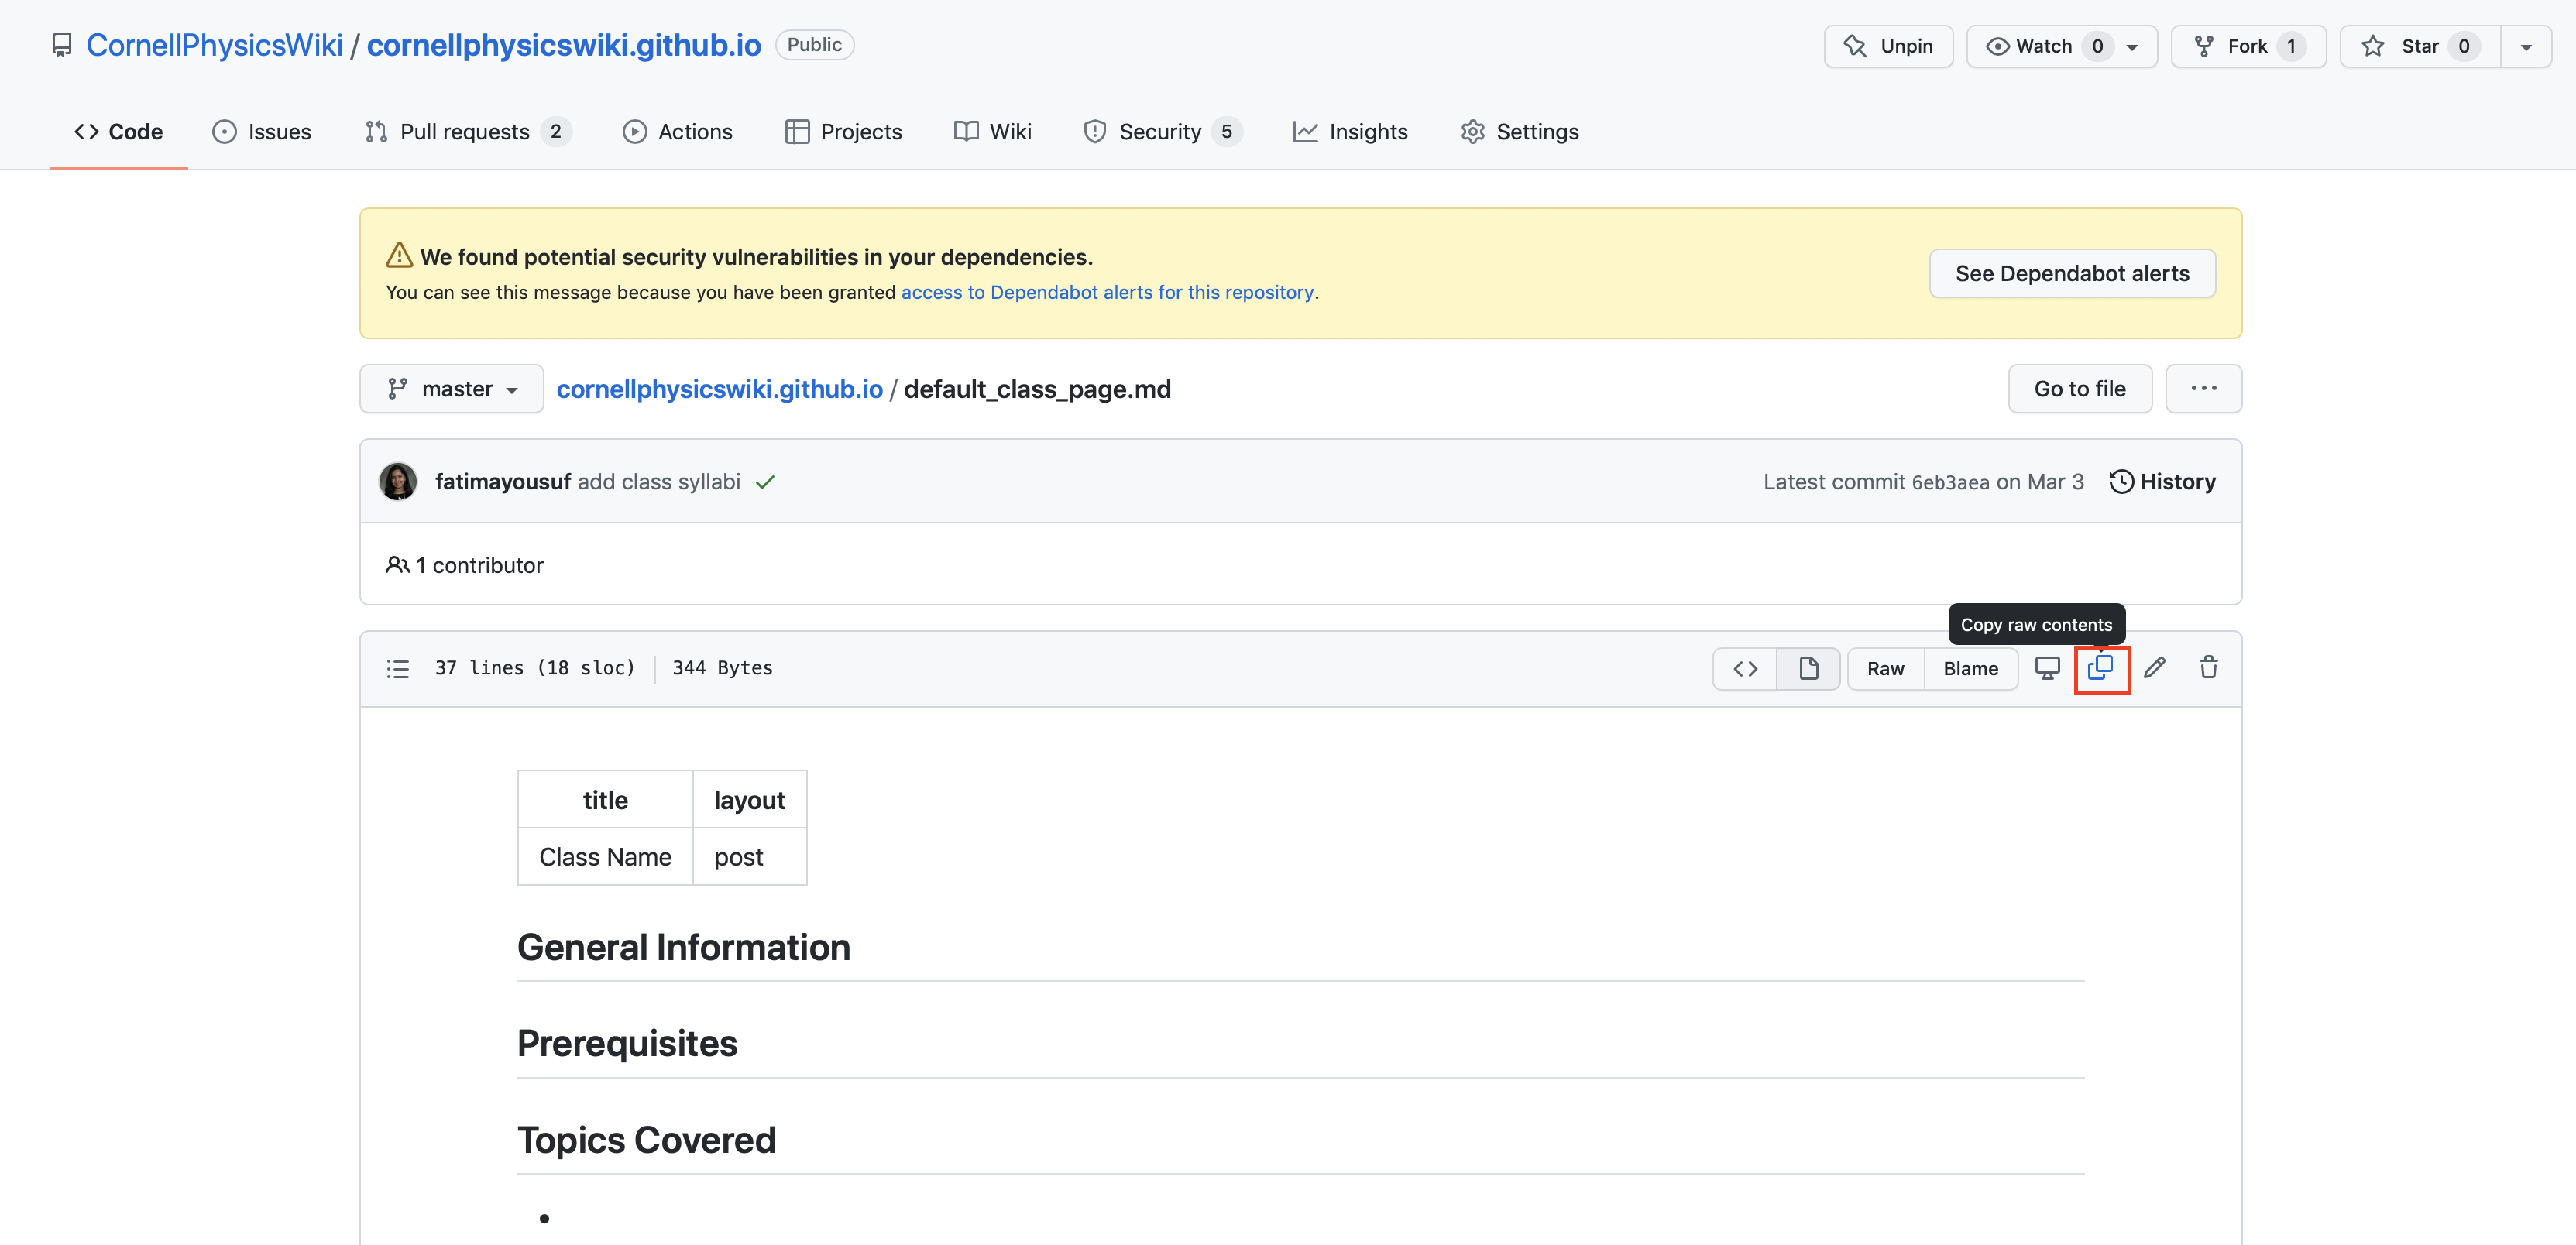 CornellPhysicsWiki / cornellphysicswiki.github.io Public Unpin Watch 0 Fork 1 Star 0
Code Issues Pull requests 2 Actions Projects Wiki Security 5 Insights Settings
We found potential security vulnerabilities in your dependencies.
You can see this message because you have been granted access to Dependabot alerts for this repository.
See Dependabot alerts
master cornellphysicswiki.github.io / default_class_page.md Go to file ...
fatimayousuf add class syllabi Latest commit 6eb3aea on Mar 3 History
1 contributor
Copy raw contents
37 lines (18 sloc) 344 Bytes Raw Blame
title layout
Class Name post
General Information
Prerequisites
Topics Covered
•